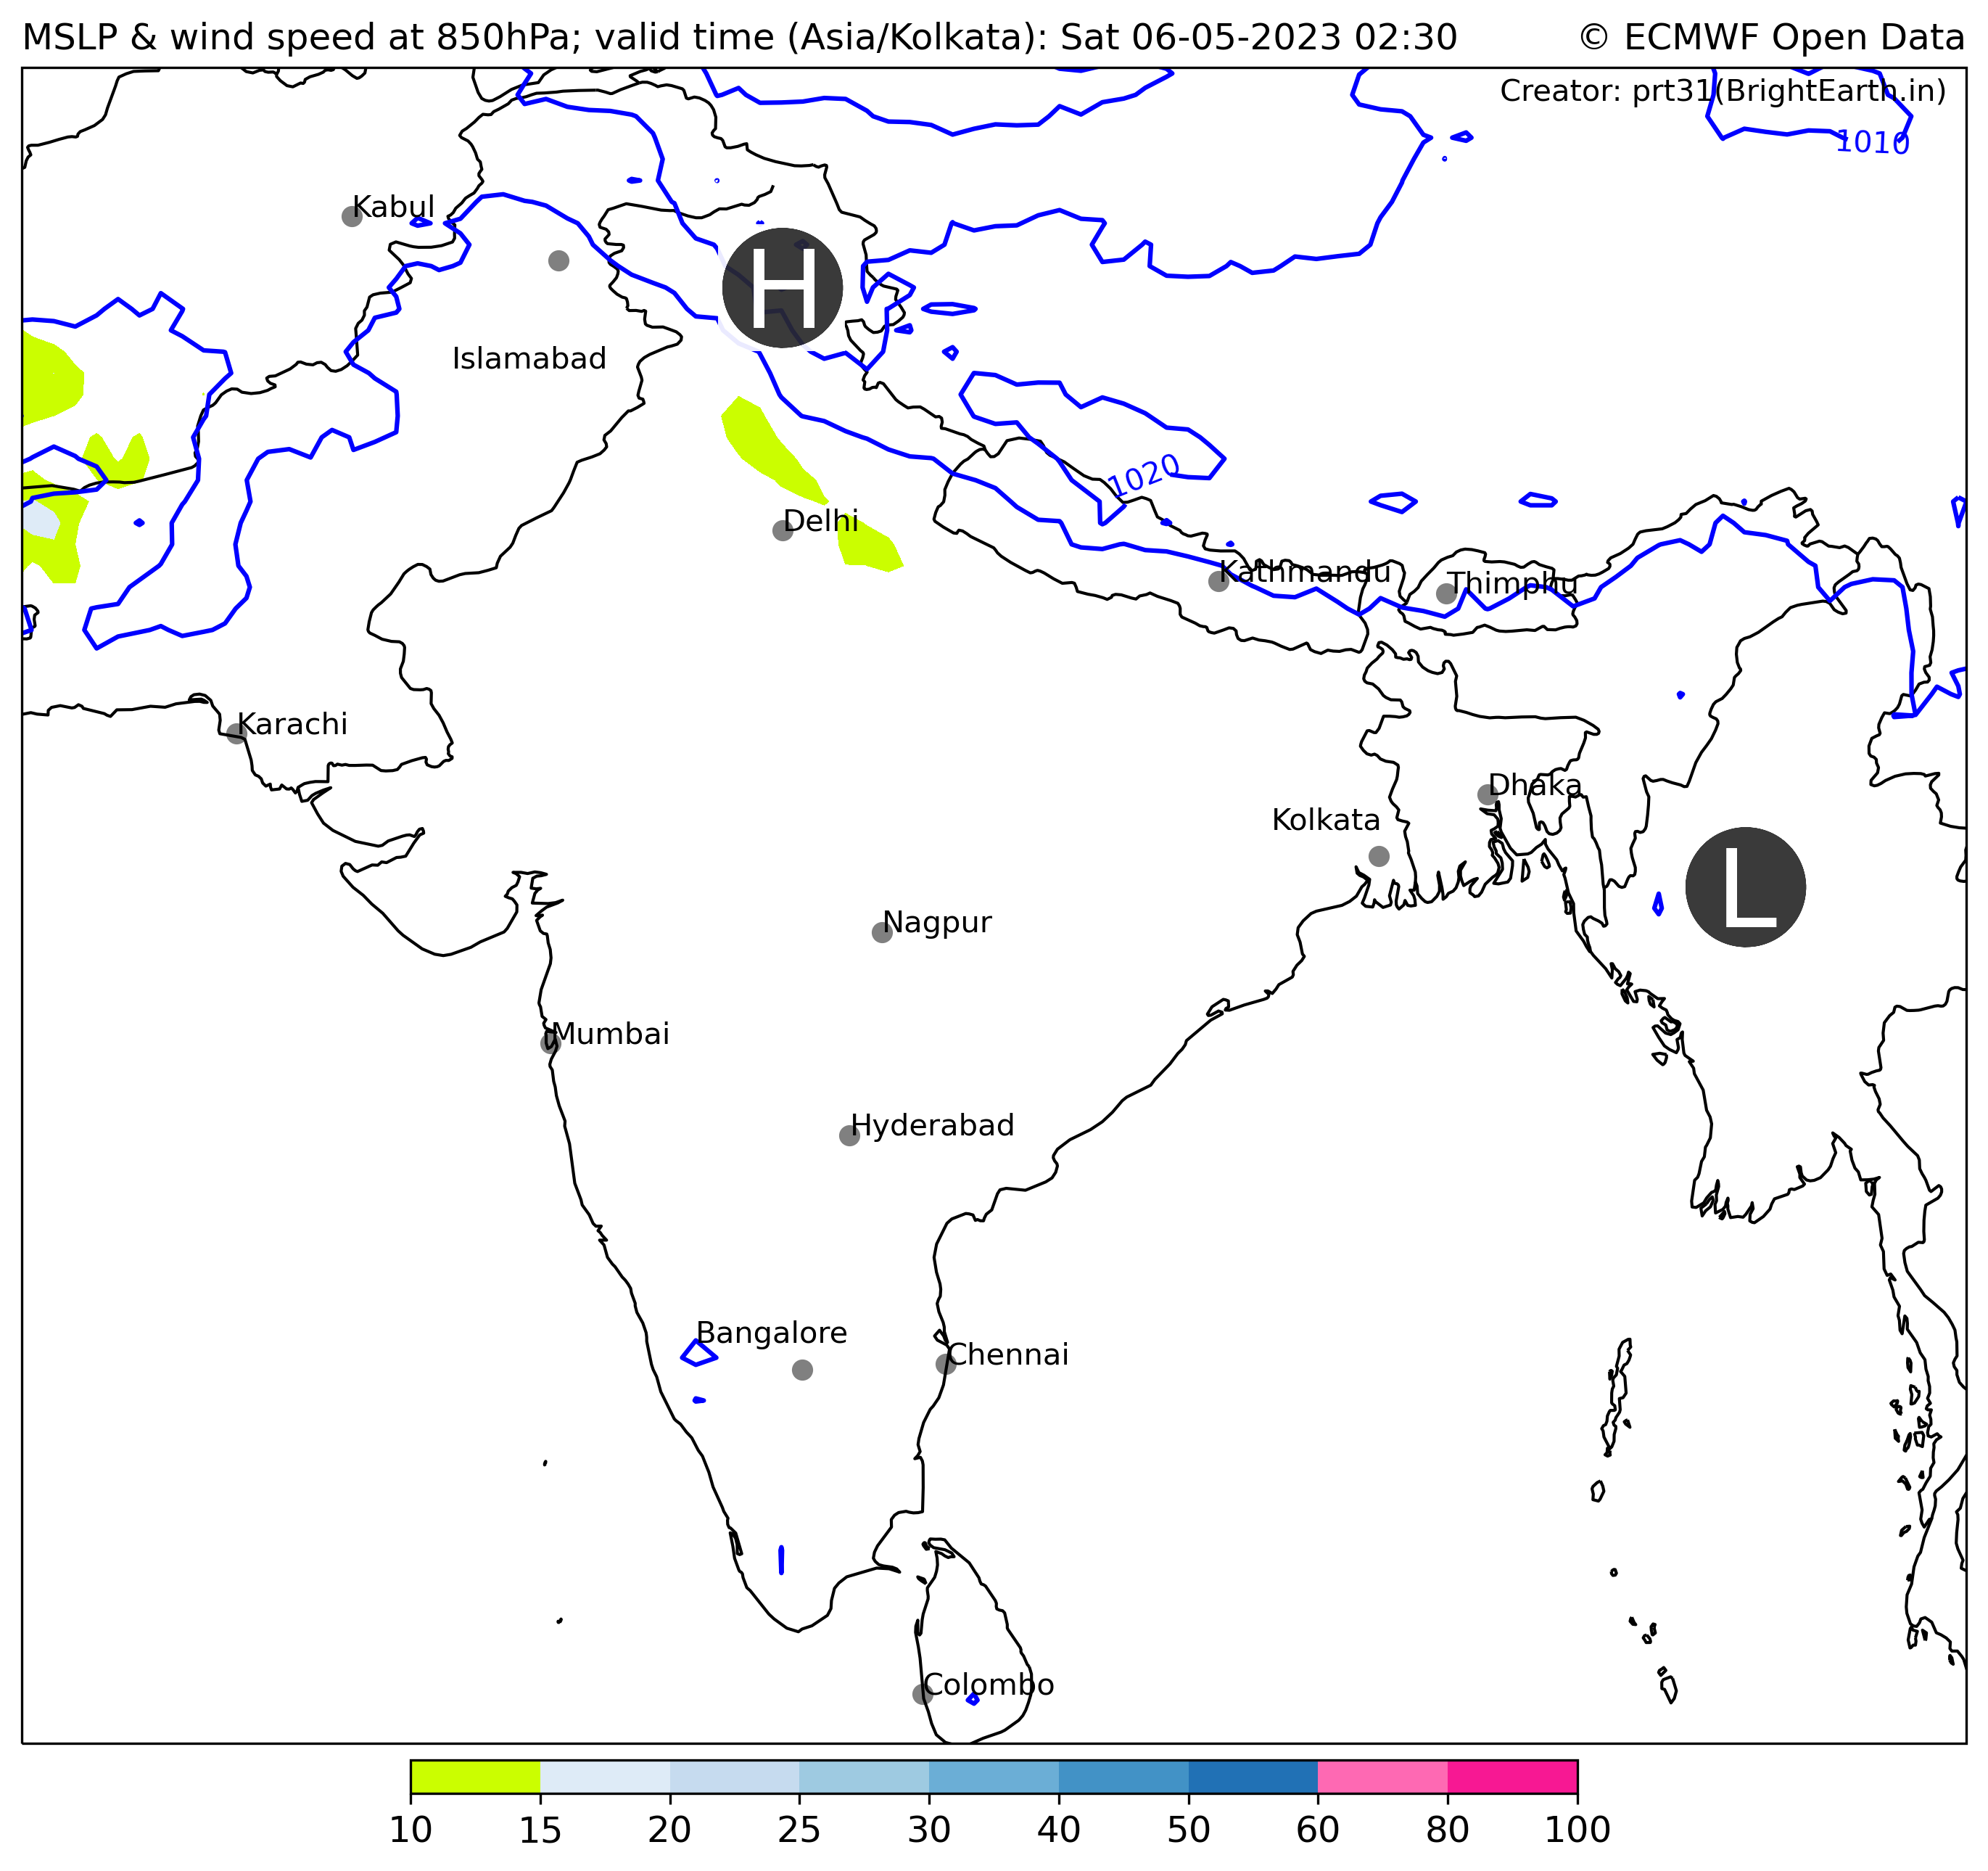 MSLP & wind speed at 850hPa; valid time (Asia/Kolkata): Sat 06-05-2023 02:30
© ECMWF Open Data
Creator: prt31(BrightEarth.in)
1010
Kabul
H
Islamabad
1020
Delhi
Kathmandu
Thimphu
Karachi
Dhaka
Kolkata
L
Nagpur
Mumbai
Hyderabad
Bangalore
Chennai
Colombo
10 15 20 25 30 40 50 60 80 100